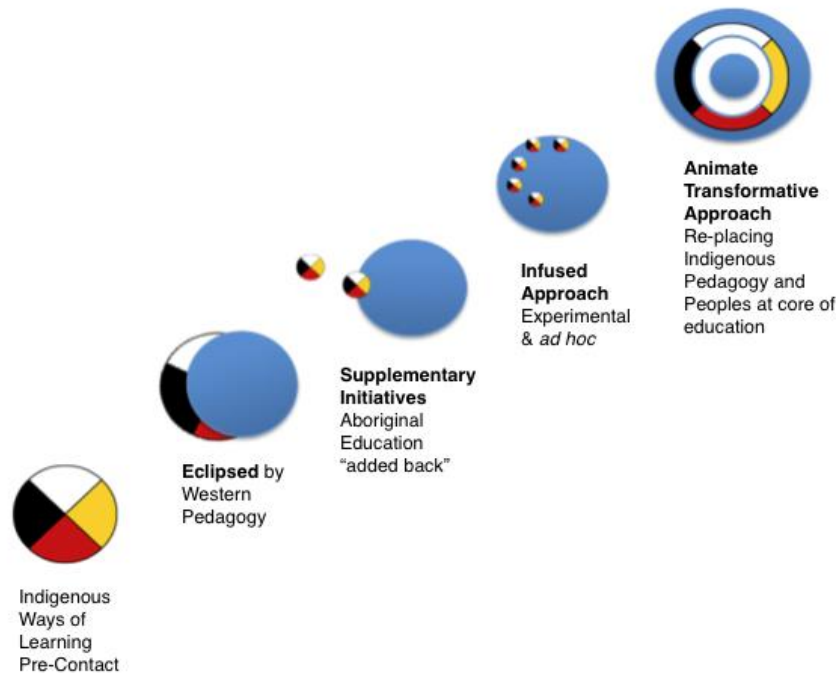 Indigenous
Ways of
Learning
Pre-Contact
Eclipsed by
Western
Pedagogy
Supplementary
Initiatives
Aboriginal
Education
“added back”
Infused
Approach
Experimental
& ad hoc
Animate
Transformative
Approach
Re-placing
Indigenous
Pedagogy and
Peoples at core of
education